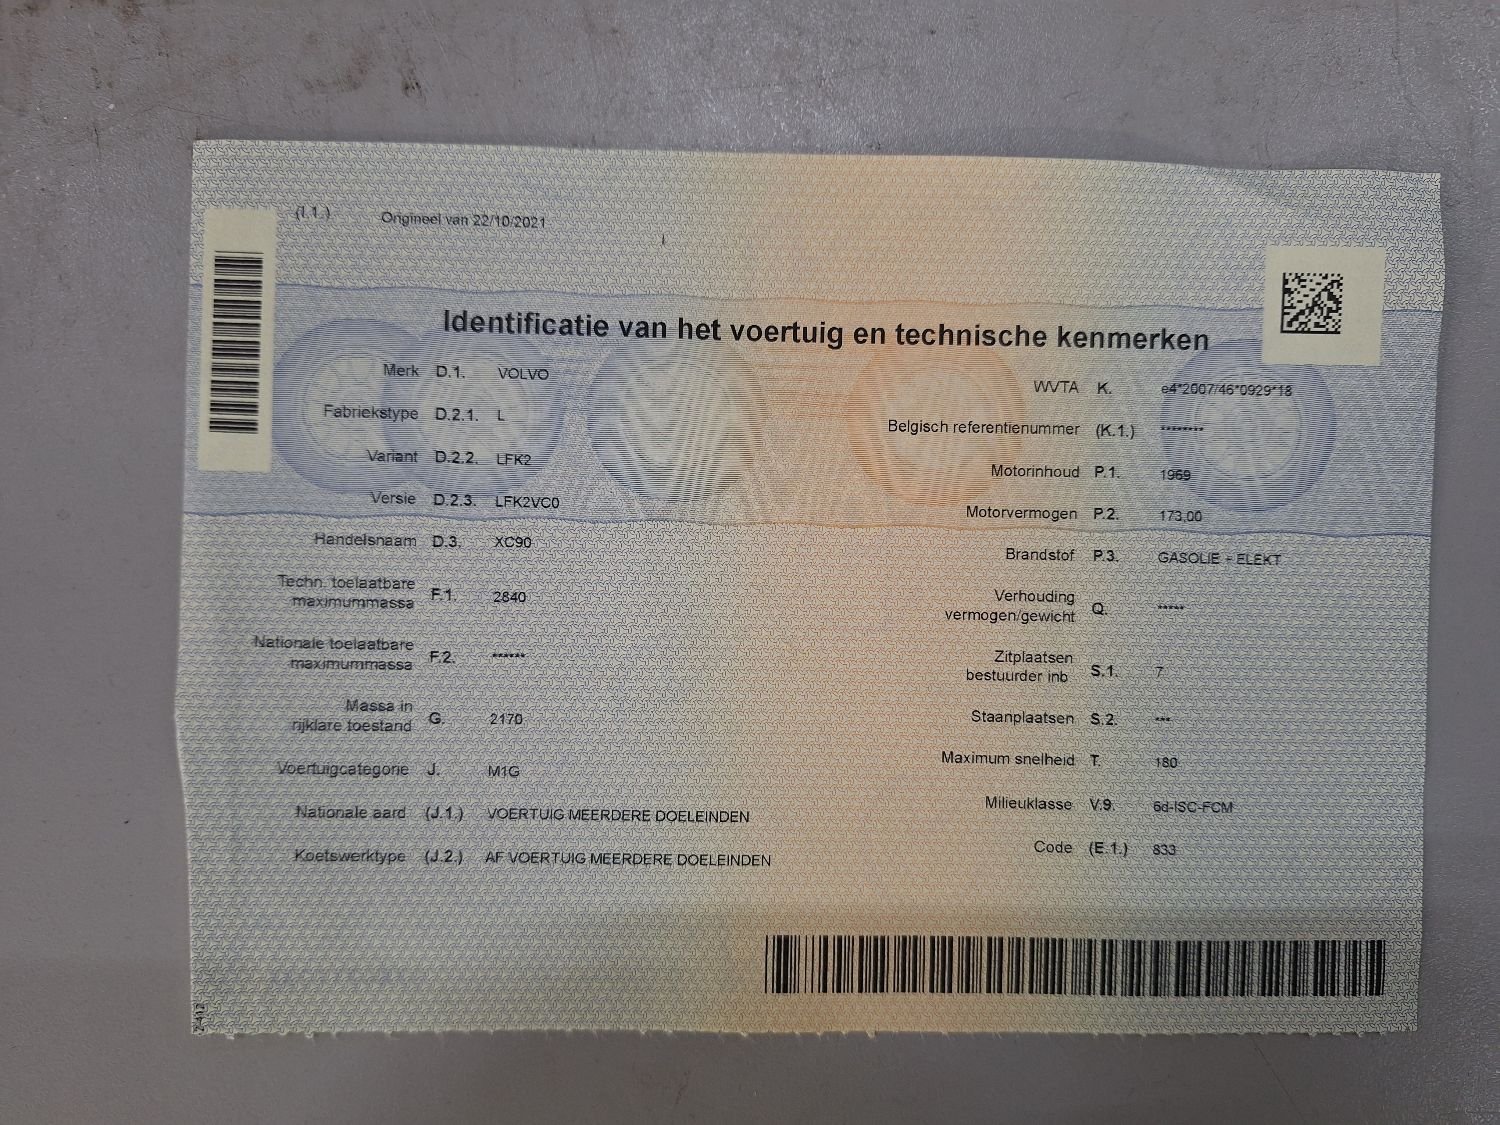 (I.1.) Origineel van 22/10/2021
Identificatie van het voertuig en technische kenmerken
Merk D.1. VOLVO
Fabriekstype D.2.1. L
Variant D.2.2. LFK2
Versie D.2.3. LFK2VC0
Handelsnaam D.3. XC90
Techn. toelaatbare
maximummassa F.1. 2840
Nationale toelaatbare
maximummassa F.2. ******
Massa in
rijklare toestand G. 2170
Voertuigcategorie J. M1G
Nationale aard (J.1.) VOERTUIG MEERDERE DOELEINDEN
Koetswerktype (J.2.) AF VOERTUIG MEERDERE DOELEINDEN
WVTA K. e4*2007/46*0929*18
Belgisch referentienummer (K.1.) ********
Motorinhoud P.1. 1969
Motorvermogen P.2. 173,00
Brandstof P.3. GASOLIE + ELEKT
Verhouding
vermogen/gewicht Q. *****
Zitplaatsen
bestuurder inb S.1. 7
Staanplaatsen S.2. ***
Maximum snelheid T. 180
Milieuklasse V.9. 6d-ISC-FCM
Code (E.1.) 833